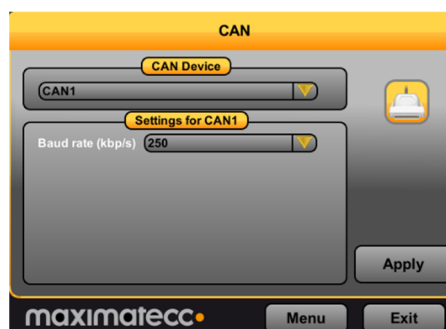 CAN
CAN Device
CAN1
Settings for CAN1
Baud rate (kbp/s) 250
Apply
maximatecc
Menu Exit